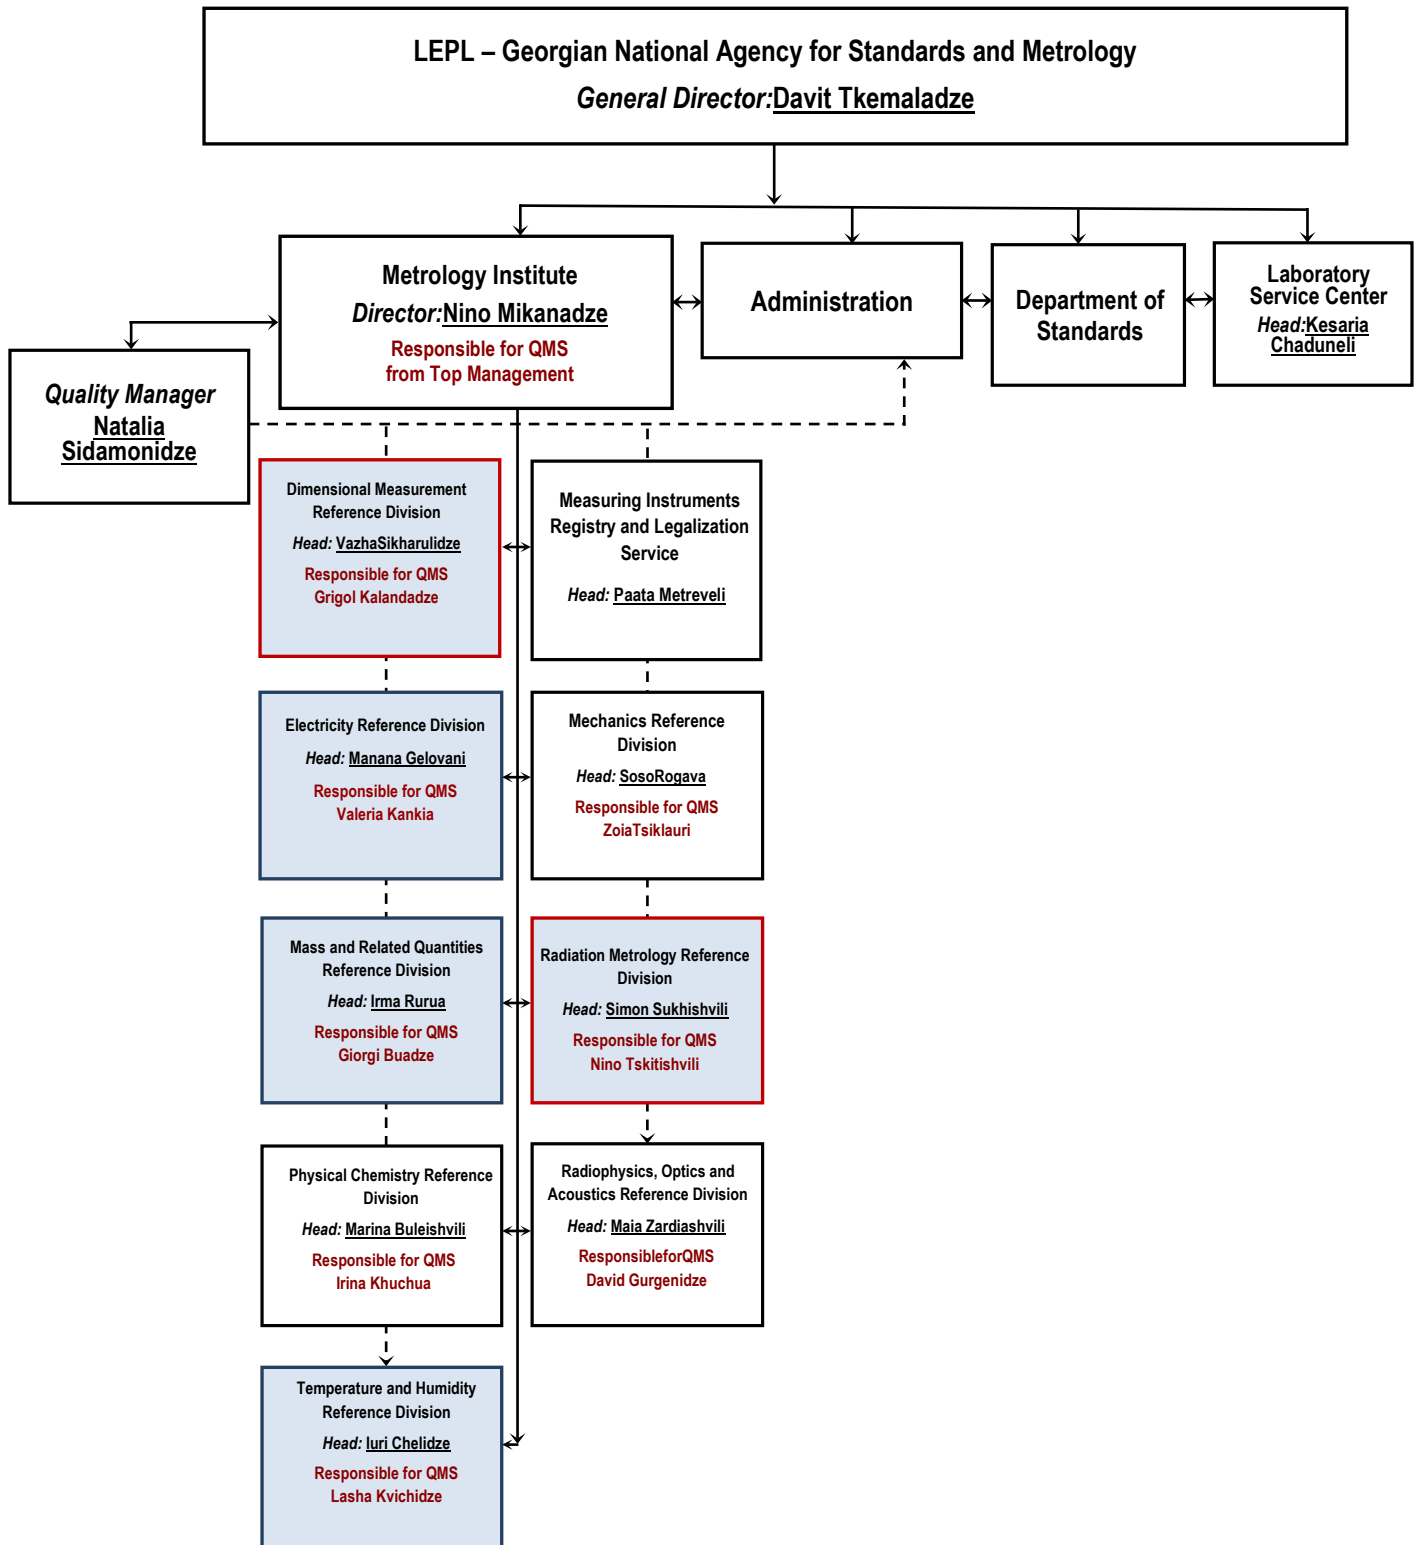 LEPL – Georgian National Agency for Standards and Metrology
General Director:Davit Tkemaladze
Metrology Institute
Director:Nino Mikanadze
Responsible for QMS
from Top Management
Administration
Department of
Standards
Laboratory
Service Center
Head:Kesaria
Chaduneli
Quality Manager
Natalia
Sidamonidze
Dimensional Measurement
Reference Division
Head: VazhaSikharulidze
Responsible for QMS
Grigol Kalandadze
Measuring Instruments
Registry and Legalization
Service
Head: Paata Metreveli
Electricity Reference Division
Head: Manana Gelovani
Responsible for QMS
Valeria Kankia
Mechanics Reference
Division
Head: SosoRogava
Responsible for QMS
ZoiaTsiklauri
Mass and Related Quantities
Reference Division
Head: Irma Rurua
Responsible for QMS
Giorgi Buadze
Radiation Metrology Reference
Division
Head: Simon Sukhishvili
Responsible for QMS
Nino Tskitishvili
Physical Chemistry Reference
Division
Head: Marina Buleishvili
Responsible for QMS
Irina Khuchua
Radiophysics, Optics and
Acoustics Reference Division
Head: Maia Zardiashvili
ResponsibleforQMS
David Gurgenidze
Temperature and Humidity
Reference Division
Head: Iuri Chelidze
Responsible for QMS
Lasha Kvichidze